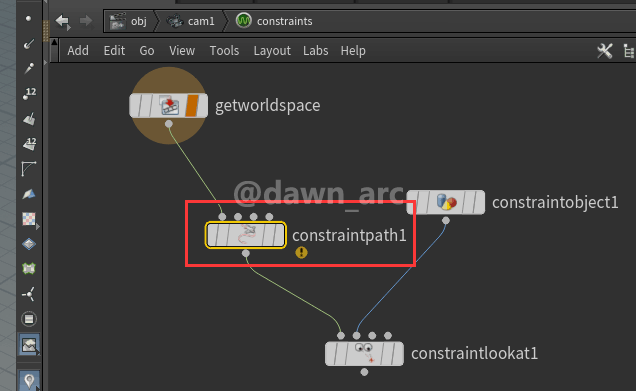 obj cam1 constraints
Add Edit Go View Tools Layout Labs Help
12
12
getworldspace
@dawn_arc
constraintobject1
constraintpath1
constraintlookat1